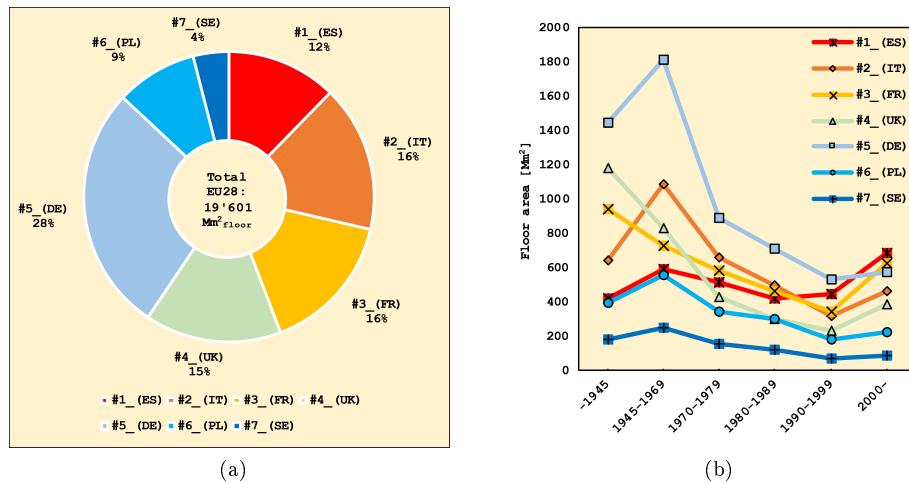 #7_(SE)
4%
#1_(ES)
12%
#6_(PL)
9%
#2_(IT)
16%
Total
EU28:
19'601
Mm²floor
#5_(DE)
28%
#3_(FR)
16%
#4_(UK)
15%
#1_(ES) #2_(IT) #3_(FR) #4_(UK)
#5_(DE) #6_(PL) #7_(SE)
(a)
Floor area [Mm²]
2000
1800
1600
1400
1200
1000
800
600
400
200
0
#1_(ES)
#2_(IT)
#3_(FR)
#4_(UK)
#5_(DE)
#6_(PL)
#7_(SE)
-1945
1945-1969
1970-1979
1980-1989
1990-1999
2000-
(b)